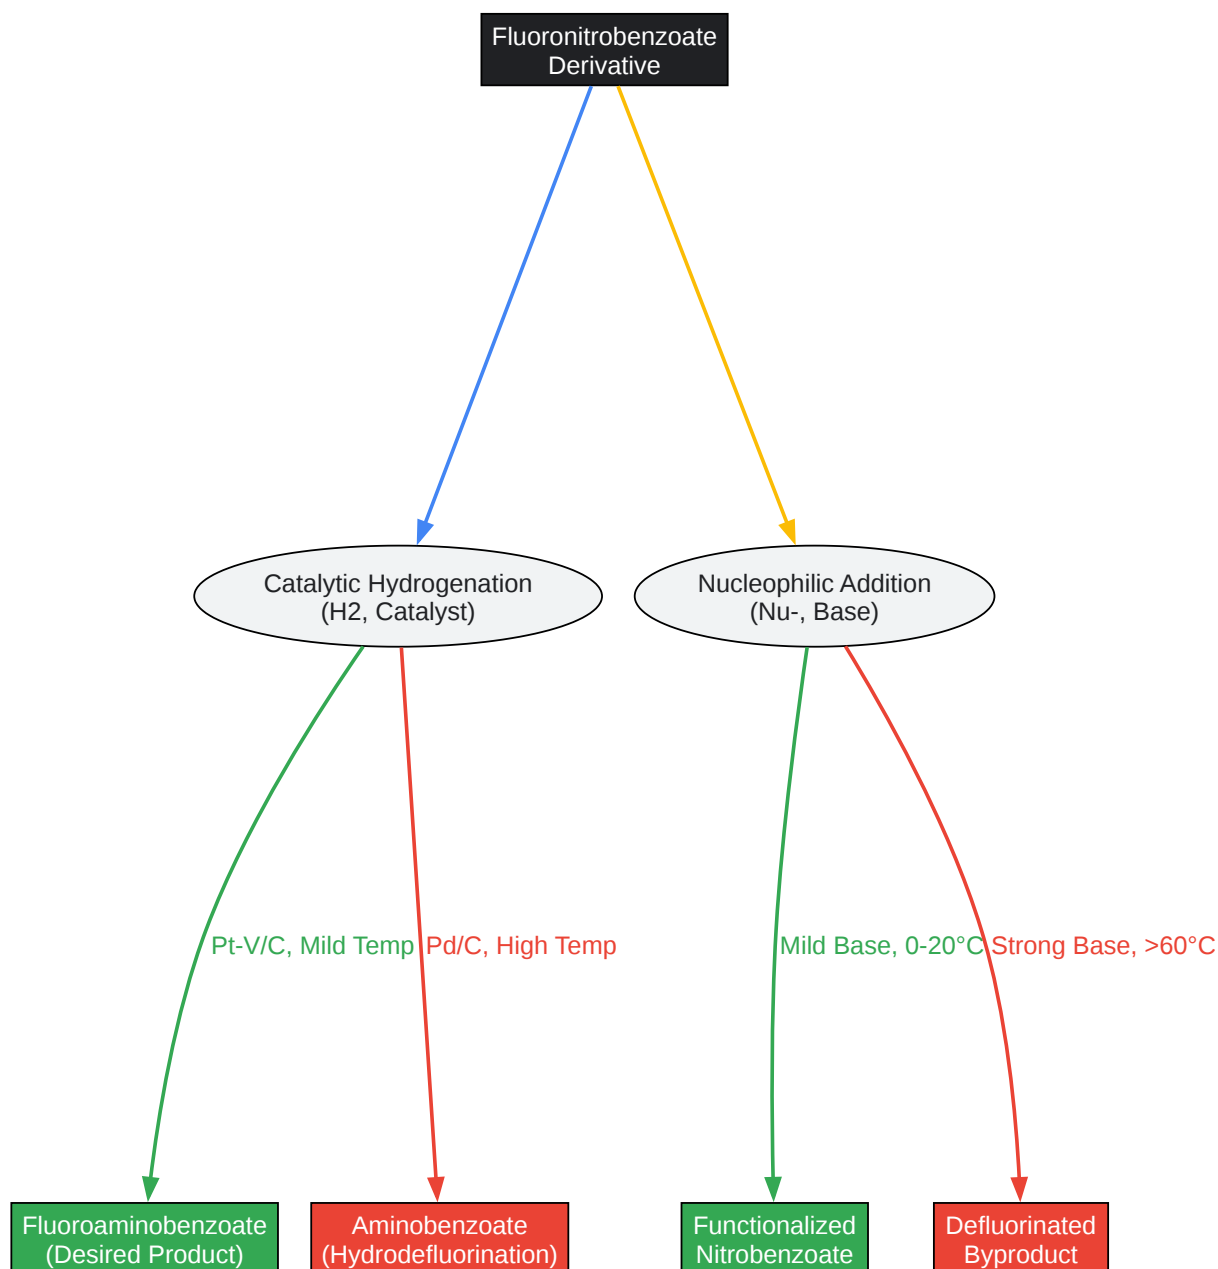 Fluoronitrobenzoate
Derivative
Catalytic Hydrogenation
(H2, Catalyst)
Nucleophilic Addition
(Nu-, Base)
Pt-V/C, Mild Temp
Pd/C, High Temp
Mild Base, 0-20°C
Strong Base, >60°C
Fluoroaminobenzoate
(Desired Product)
Aminobenzoate
(Hydrodefluorination)
Functionalized
Nitrobenzoate
Defluorinated
Byproduct